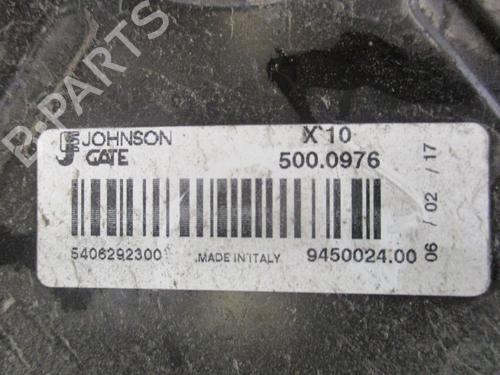 JOHNSON
GATE
X'10
500.0976
5406292300
MADE IN ITALY
9450024.00
06 / 02 / 17
B-PARTS